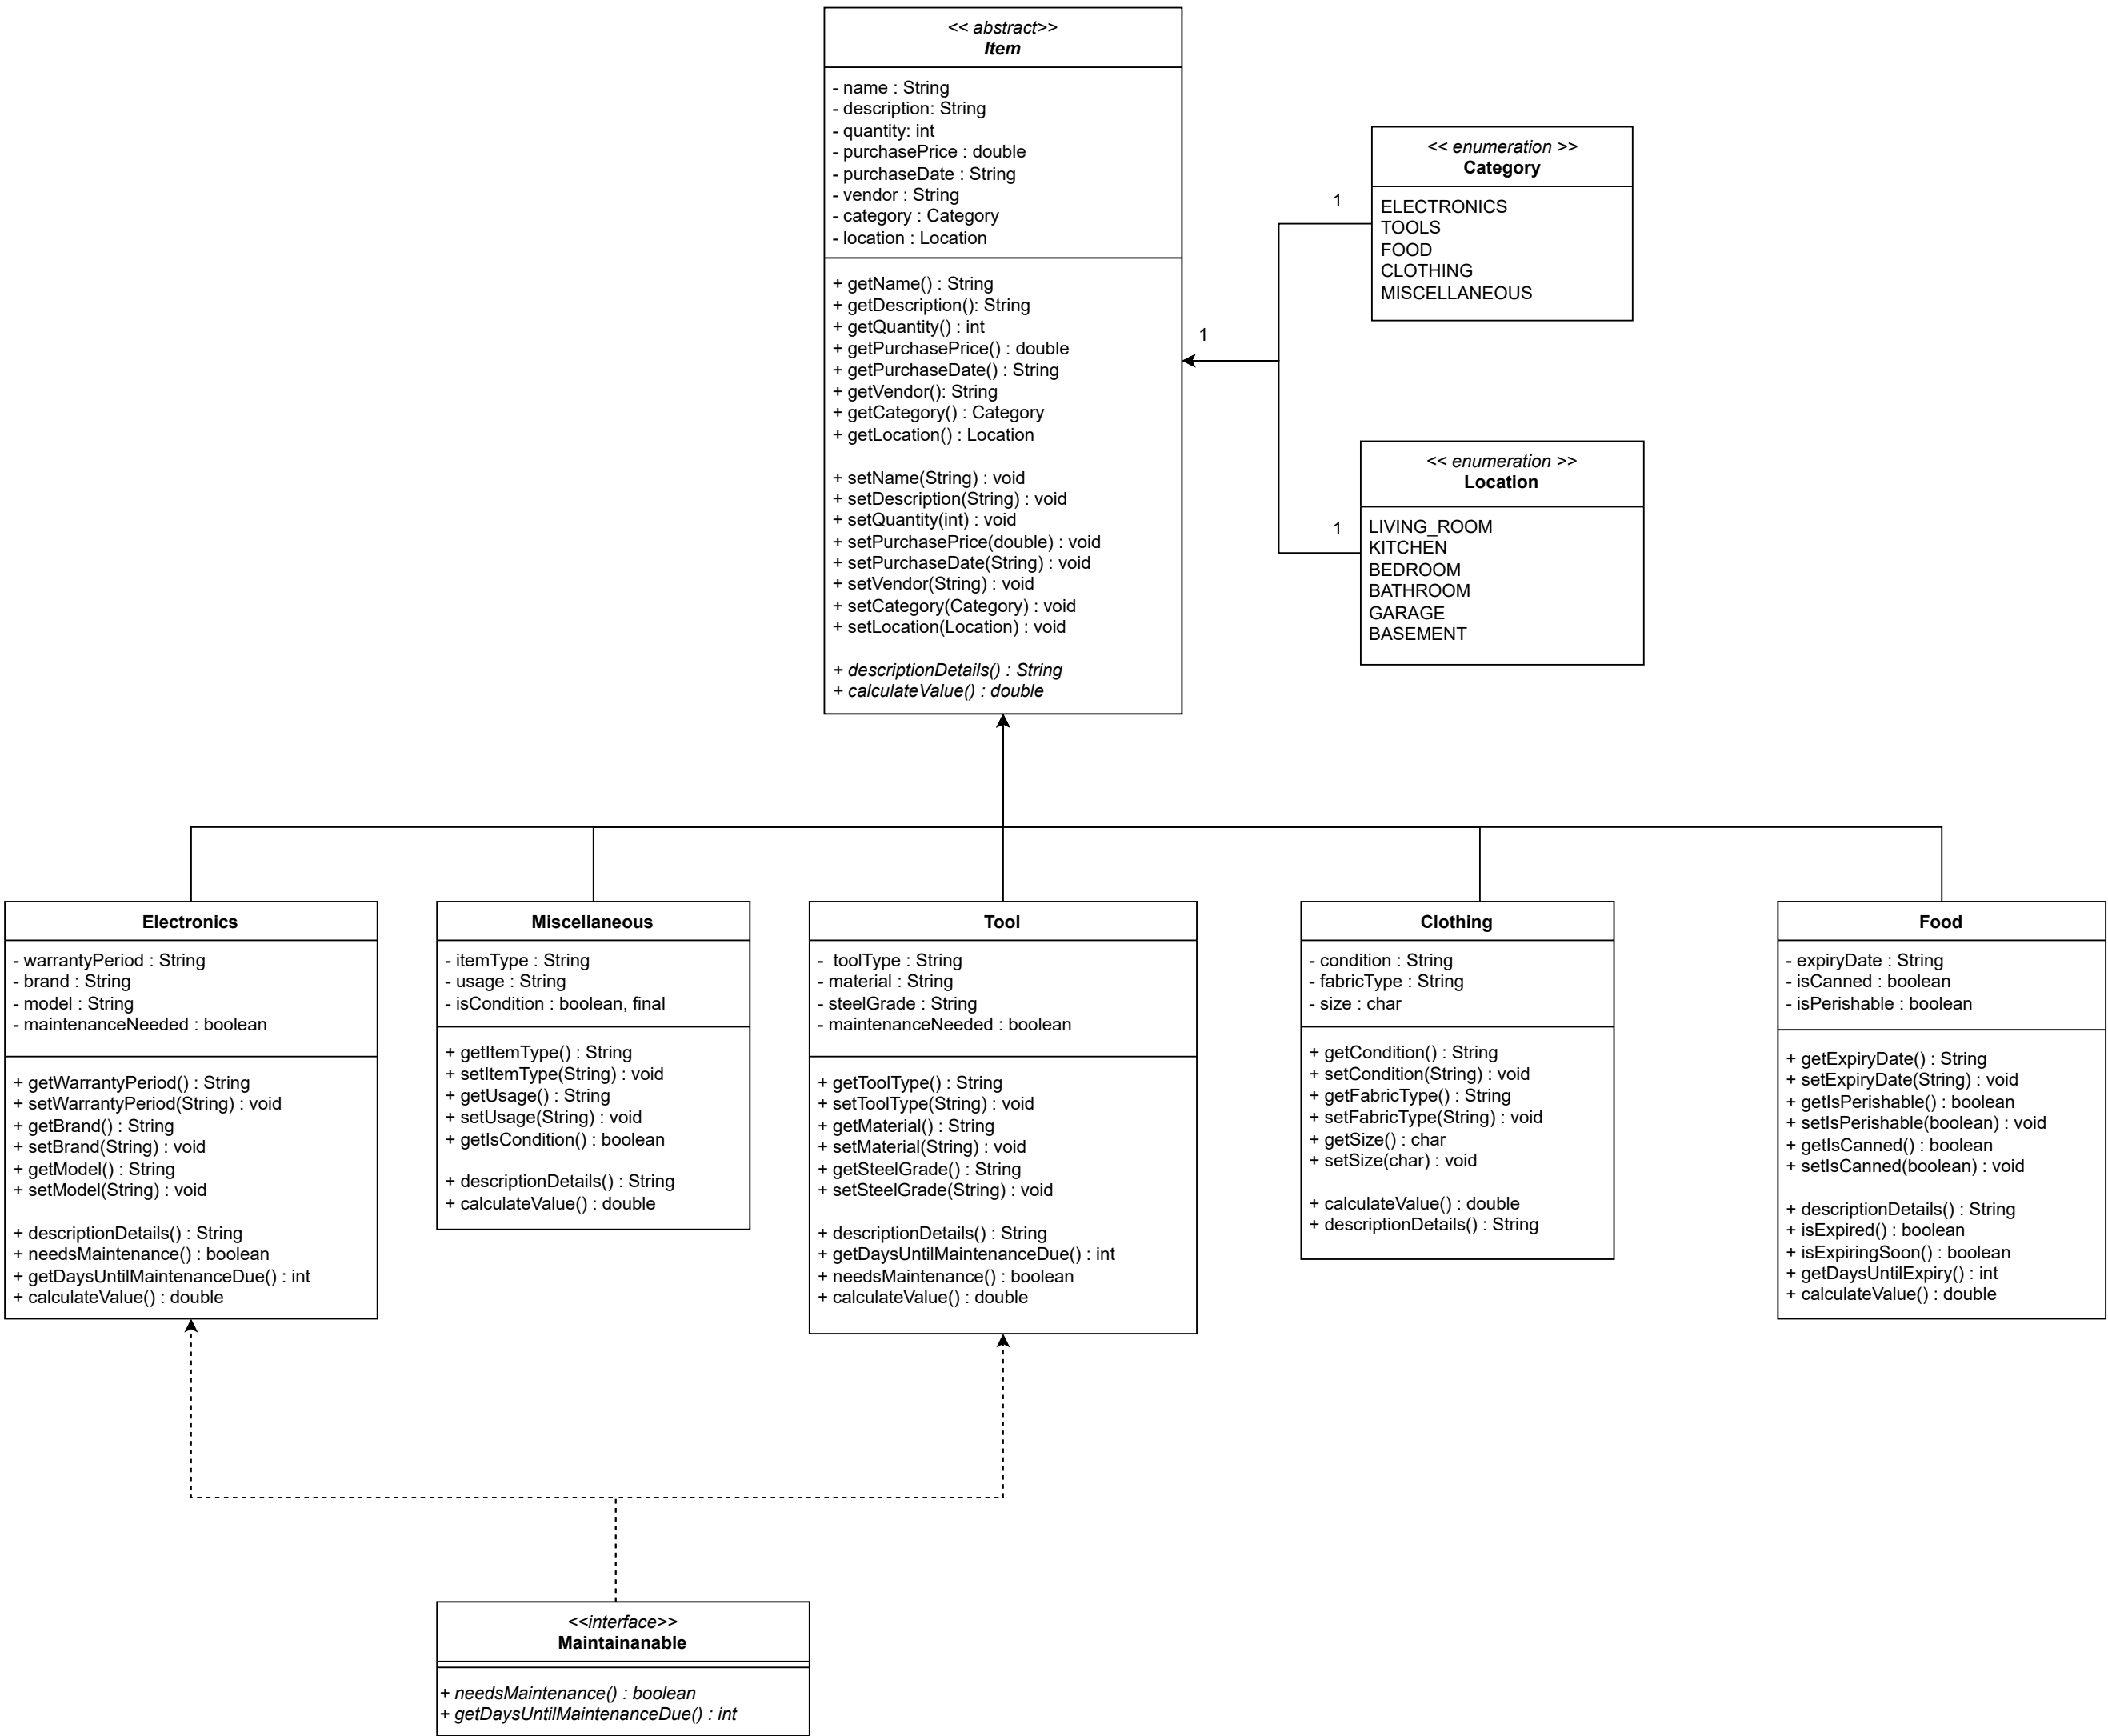 << abstract>>
Item
- name : String
- description: String
- quantity: int
- purchasePrice : double
- purchaseDate : String
- vendor : String
- category : Category
- location : Location
+ getName() : String
+ getDescription(): String
+ getQuantity() : int
+ getPurchasePrice() : double
+ getPurchaseDate() : String
+ getVendor(): String
+ getCategory() : Category
+ getLocation() : Location
+ setName(String) : void
+ setDescription(String) : void
+ setQuantity(int) : void
+ setPurchasePrice(double) : void
+ setPurchaseDate(String) : void
+ setVendor(String) : void
+ setCategory(Category) : void
+ setLocation(Location) : void
+ descriptionDetails() : String
+ calculateValue() : double
1
1
1
<< enumeration >>
Category
ELECTRONICS
TOOLS
FOOD
CLOTHING
MISCELLANEOUS
<< enumeration >>
Location
LIVING_ROOM
KITCHEN
BEDROOM
BATHROOM
GARAGE
BASEMENT
Electronics
- warrantyPeriod : String
- brand : String
- model : String
- maintenanceNeeded : boolean
+ getWarrantyPeriod() : String
+ setWarrantyPeriod(String) : void
+ getBrand() : String
+ setBrand(String) : void
+ getModel() : String
+ setModel(String) : void
+ descriptionDetails() : String
+ needsMaintenance() : boolean
+ getDaysUntilMaintenanceDue() : int
+ calculateValue() : double
Miscellaneous
- itemType : String
- usage : String
- isCondition : boolean, final
+ getItemType() : String
+ setItemType(String) : void
+ getUsage() : String
+ setUsage(String) : void
+ getIsCondition() : boolean
+ descriptionDetails() : String
+ calculateValue() : double
Tool
- toolType : String
- material : String
- steelGrade : String
- maintenanceNeeded : boolean
+ getToolType() : String
+ setToolType(String) : void
+ getMaterial() : String
+ setMaterial(String) : void
+ getSteelGrade() : String
+ setSteelGrade(String) : void
+ descriptionDetails() : String
+ getDaysUntilMaintenanceDue() : int
+ needsMaintenance() : boolean
+ calculateValue() : double
Clothing
- condition : String
- fabricType : String
- size : char
+ getCondition() : String
+ setCondition(String) : void
+ getFabricType() : String
+ setFabricType(String) : void
+ getSize() : char
+ setSize(char) : void
+ calculateValue() : double
+ descriptionDetails() : String
Food
- expiryDate : String
- isCanned : boolean
- isPerishable : boolean
+ getExpiryDate() : String
+ setExpiryDate(String) : void
+ getIsPerishable() : boolean
+ setIsPerishable(boolean) : void
+ getIsCanned() : boolean
+ setIsCanned(boolean) : void
+ descriptionDetails() : String
+ isExpired() : boolean
+ isExpiringSoon() : boolean
+ getDaysUntilExpiry() : int
+ calculateValue() : double
<<interface>>
Maintainanable
+ needsMaintenance() : boolean
+ getDaysUntilMaintenanceDue() : int